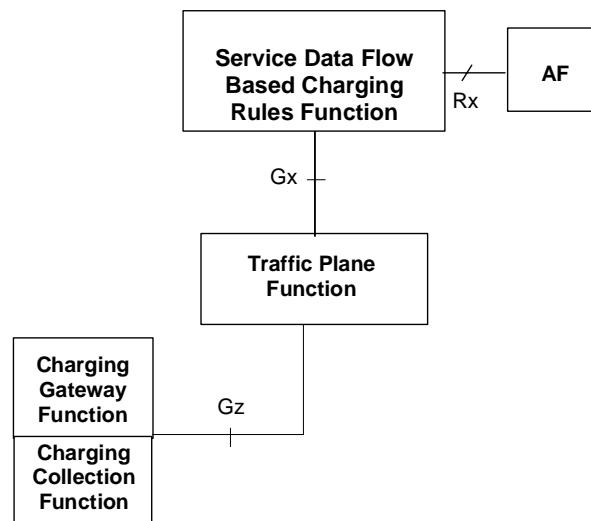 Service Data Flow
Based Charging
Rules Function
AF
Rx
Gx
Traffic Plane
Function
Charging
Gateway
Function
Gz
Charging
Collection
Function